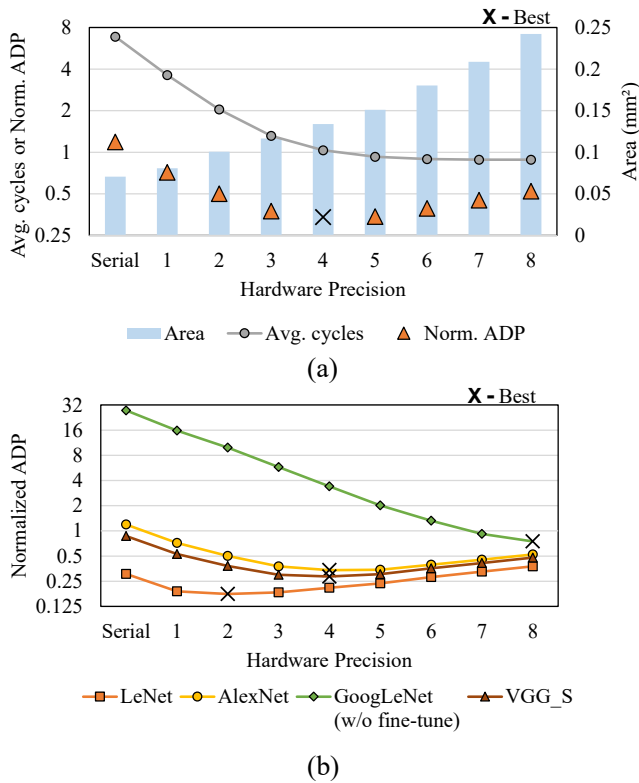 X - Best
8
4
2
1
0.5
0.25
Avg. cycles or Norm. ADP
0.25
0.2
0.15
0.1
0.05
0
Area (mm²)
Serial 1 2 3 4 5 6 7 8
Hardware Precision
Area Avg. cycles Norm. ADP
(a)
X - Best
32
16
8
4
2
1
0.5
0.25
0.125
Normalized ADP
Serial 1 2 3 4 5 6 7 8
Hardware Precision
LeNet AlexNet GoogLeNet VGG_S
(w/o fine-tune)
(b)